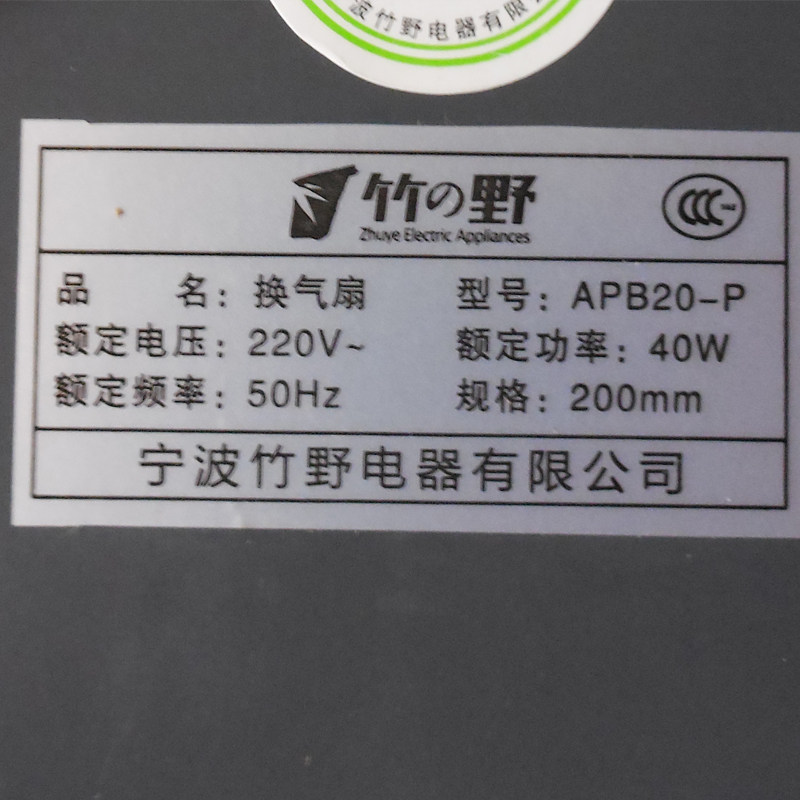 波竹野电器有限
竹の野
Zhuye Electric Appliances
CCC
品 名：换气扇 型号：APB20-P
额定电压：220V~ 额定功率：40W
额定频率：50Hz 规格：200mm
宁波竹野电器有限公司